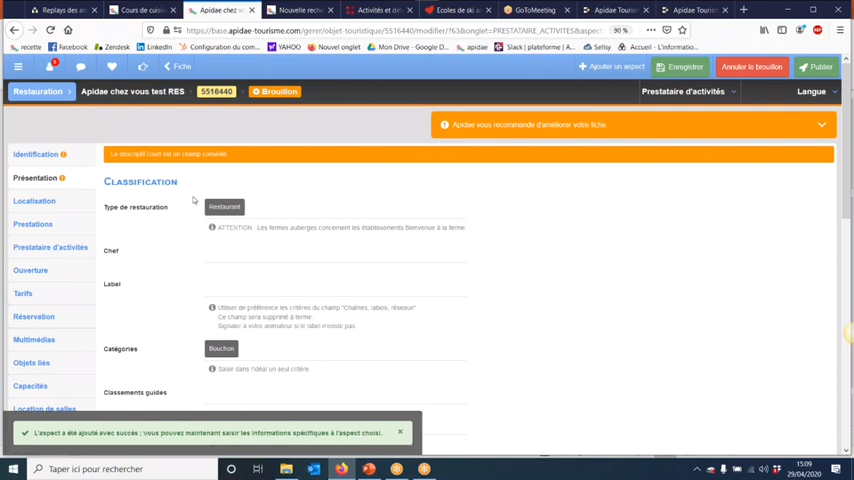 Replays des at
Cours de cuisine
Apidae chez vou
Nouvelle reche
Activités et dé
Ecoles de ski a
GoToMeeting
Apidae Tourism
Apidae Tourism
https://base.apidae-tourisme.com/gerer/objet-touristique/5516440/modifier/?63&onglet=PRESTATAIRE_ACTIVITES&aspec
90 %
recette
Facebook
Zendesk
LinkedIn
Configuration du com...
YAHOO
Nouvel onglet
Mon Drive - Google D...
apidae
Slack | plateforme | A...
Sellsy
Accueil - L'informatio...
Fiche
Ajouter un aspect
Enregistrer
Annuler le brouillon
Publier
Restauration
Apidae chez vous test RES
5516440
Brouillon
Prestataire d'activités
Langue
Apidae vous recommande d'améliorer votre fiche.
Identification
Présentation
Localisation
Prestations
Prestataire d'activités
Ouverture
Tarifs
Réservation
Multimédias
Objets liés
Capacités
Location de salles
Le descriptif court est un champ conseillé.
Classification
Type de restauration
Restaurant
ATTENTION : Les fermes auberges concernent les établissements Bienvenue à la ferme
Chef
Label
Utiliser de préférence les critères du champ "Chaînes, labels, réseaux"
Ce champ sera supprimé à terme.
Signaler à votre animateur si le label n'existe pas.
Catégories
Bouchon
Saisir dans l'idéal un seul critère.
Classements guides
L'aspect a été ajouté avec succès ; vous pouvez maintenant saisir les informations spécifiques à l'aspect choisi.
Taper ici pour rechercher
15:09
29/04/2020